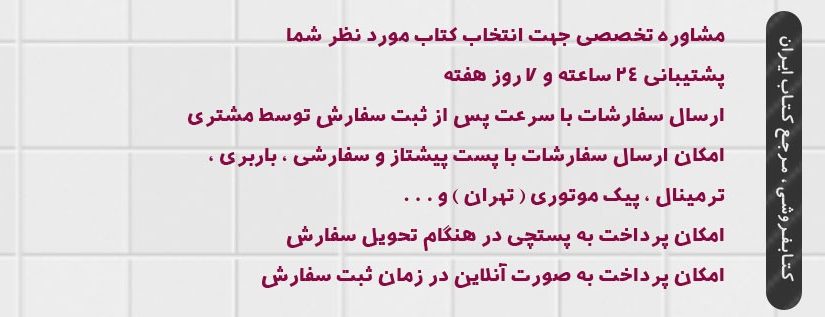 مشاوره تخصصی جهت انتخاب کتاب مورد نظر شما
پشتیبانی ۲٤ ساعته و ۷ روز هفته
ارسال سفارشات با سرعت پس از ثبت سفارش توسط مشتری
امکان ارسال سفارشات با پست پیشتاز و سفارشی ، باربری ،
ترمینال ، پیک موتوری ( تهران ) و . . .
امکان پرداخت به پستچی در هنگام تحویل سفارش
امکان پرداخت به صورت آنلاین در زمان ثبت سفارش
کتابفروشی، مرجع کتاب ایران